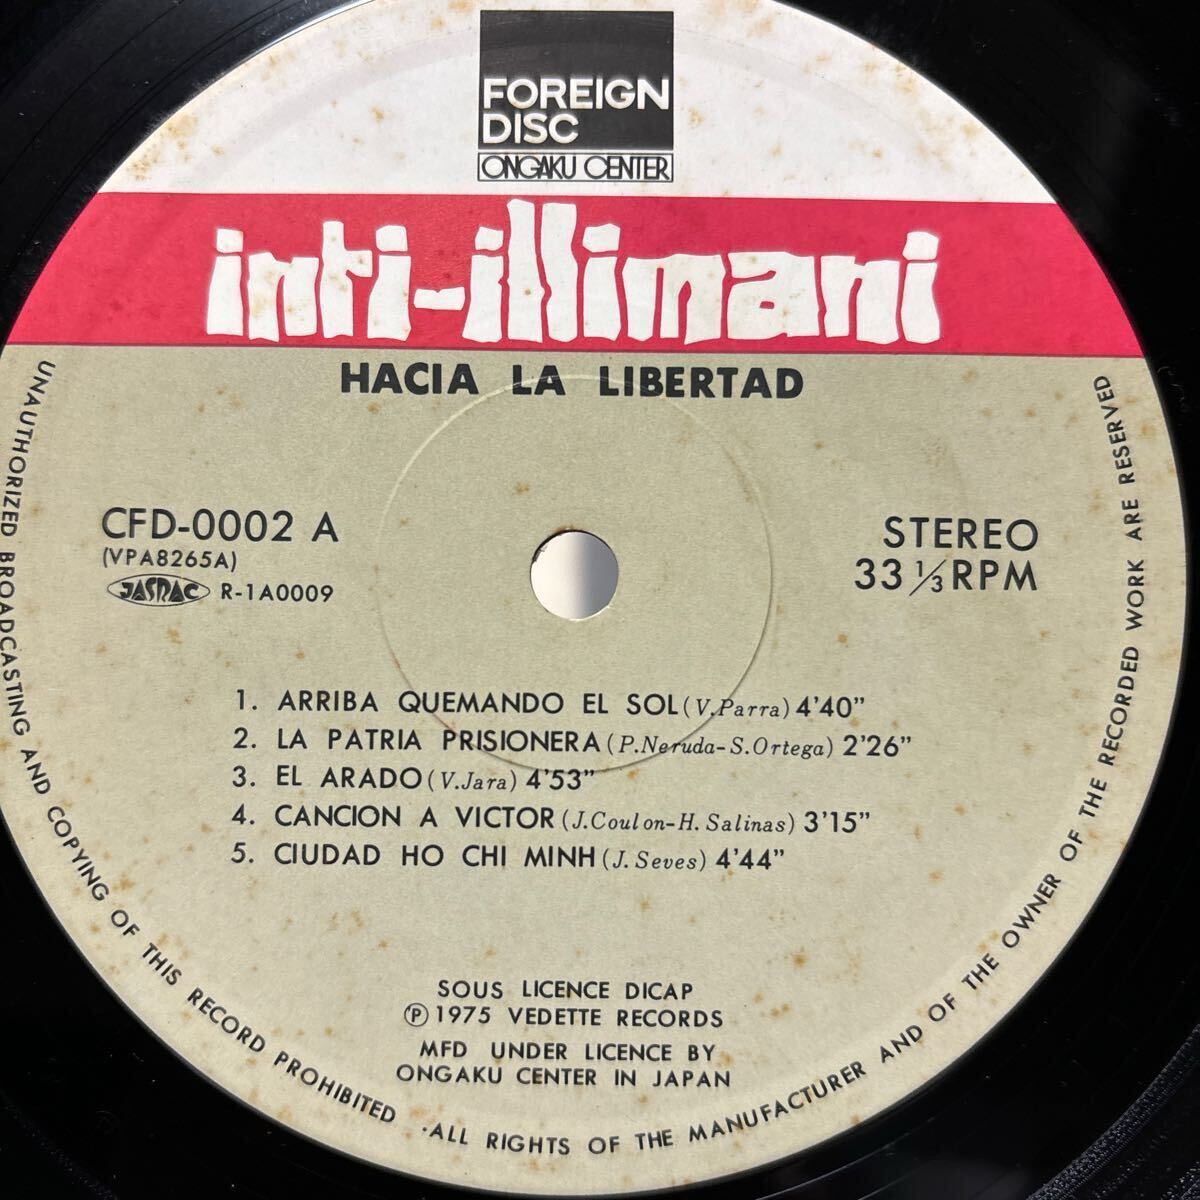 FOREIGN
DISC
ONGAKU CENTER
inti-illimani
HACIA LA LIBERTAD
CFD-0002 A
(VPA8265A)
JASRAC R-1A0009
STEREO
33 1/3 RPM
1. ARRIBA QUEMANDO EL SOL (V.Parra) 4'40"
2. LA PATRIA PRISIONERA (P.Neruda-S.Ortega) 2'26"
3. EL ARADO (V.Jara) 4'53"
4. CANCION A VICTOR (J.Coulon-H.Salinas) 3'15"
5. CIUDAD HO CHI MINH (J.Seves) 4'44"
SOUS LICENCE DICAP
Ⓟ1975 VEDETTE RECORDS
MFD UNDER LICENCE BY
ONGAKU CENTER IN JAPAN
UNAUTHORIZED BROADCASTING AND COPYING OF THIS RECORD PROHIBITED ·ALL RIGHTS OF THE MANUFACTURER AND OF THE OWNER OF THE RECORDED WORK ARE RESERVED